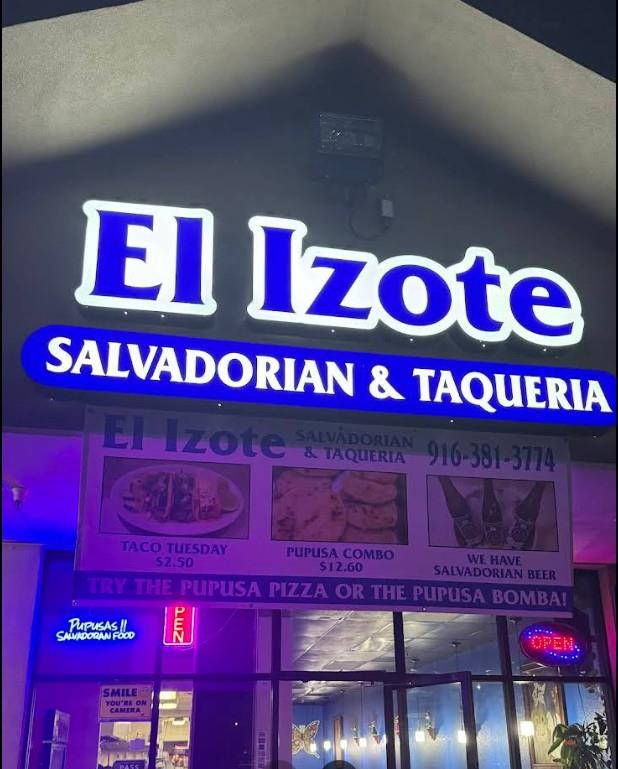 El Izote
SALVADORIAN & TAQUERIA
El Izote SALVADORIAN & TAQUERIA 916-381-3774
TACO TUESDAY
$2.50
PUPUSA COMBO
$12.60
WE HAVE
SALVADORIAN BEER
TRY THE PUPUSA PIZZA OR THE PUPUSA BOMBA!
PUPUSAS!!
SALVADORAN FOOD
PEN
OPEN
SMILE
YOU'RE ON
CAMERA